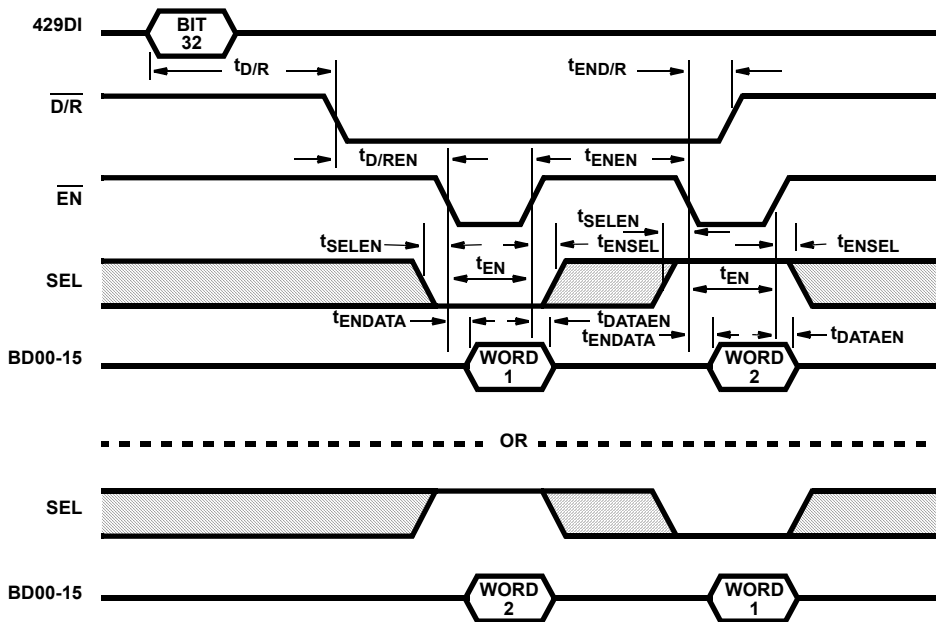 429DI
BIT
32
tD/R
tEND/R
D/R
tD/REN
tENEN
EN
tSELEN
tSELEN
tENSEL
tENSEL
SEL
tEN
tEN
tENDATA
tDATAEN
tENDATA
tDATAEN
BD00-15
WORD
1
WORD
2
OR
SEL
BD00-15
WORD
2
WORD
1